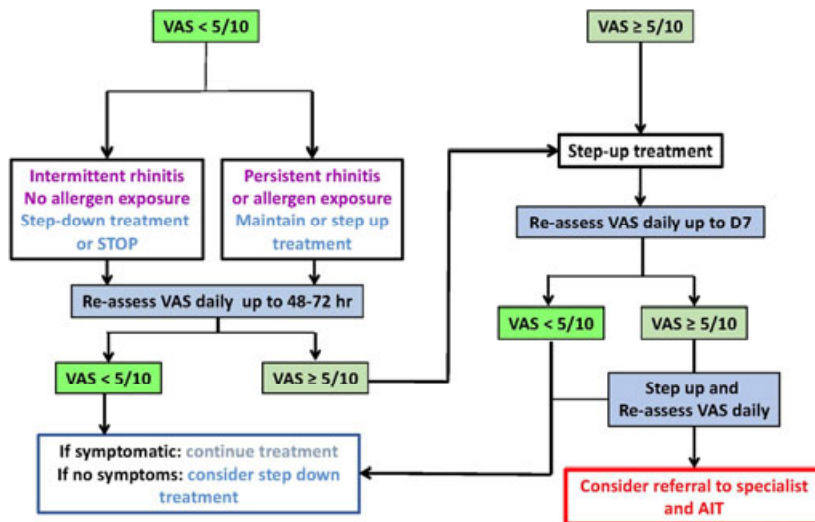 VAS < 5/10
VAS ≥ 5/10
Intermittent rhinitis
No allergen exposure
Step-down treatment
or STOP
Persistent rhinitis
or allergen exposure
Maintain or step up
treatment
Step-up treatment
Re-assess VAS daily up to D7
Re-assess VAS daily up to 48-72 hr
VAS < 5/10
VAS ≥ 5/10
VAS < 5/10
VAS ≥ 5/10
Step up and
Re-assess VAS daily
If symptomatic: continue treatment
If no symptoms: consider step down
treatment
Consider referral to specialist
and AIT